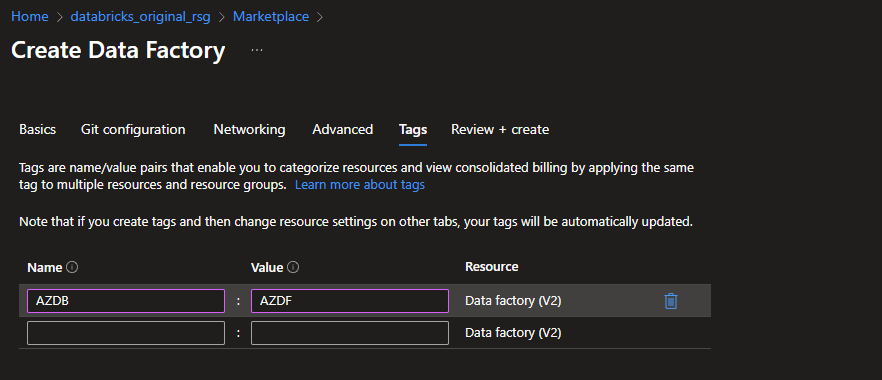 Home > databricks_original_rsg > Marketplace >
Create Data Factory ...
Basics Git configuration Networking Advanced Tags Review + create
Tags are name/value pairs that enable you to categorize resources and view consolidated billing by applying the same
tag to multiple resources and resource groups. Learn more about tags
Note that if you create tags and then change resource settings on other tabs, your tags will be automatically updated.
Name Value Resource
AZDB : AZDF Data factory (V2)
: Data factory (V2)